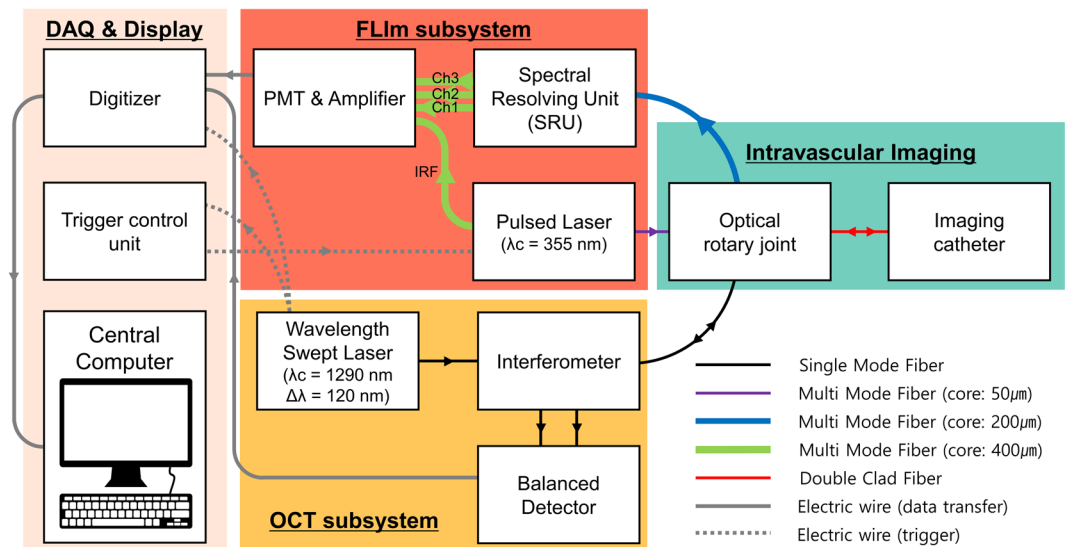 DAQ & Display
Digitizer
Trigger control
unit
Central
Computer
FLIm subsystem
PMT & Amplifier
Ch3
Ch2
Ch1
Spectral
Resolving Unit
(SRU)
IRF
Pulsed Laser
(λc = 355 nm)
Intravascular Imaging
Optical
rotary joint
Imaging
catheter
Wavelength
Swept Laser
(λc = 1290 nm
Δλ = 120 nm)
Interferometer
Balanced
Detector
OCT subsystem
Single Mode Fiber
Multi Mode Fiber (core: 50㎛)
Multi Mode Fiber (core: 200㎛)
Multi Mode Fiber (core: 400㎛)
Double Clad Fiber
Electric wire (data transfer)
Electric wire (trigger)